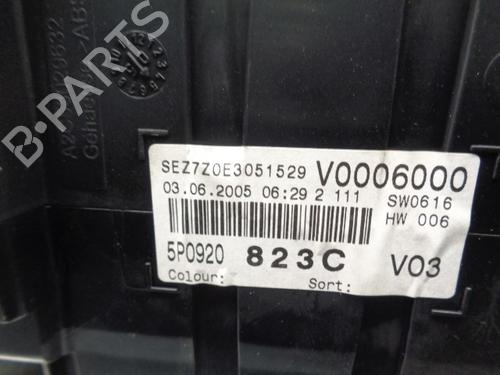 B-PARTS
SEZ7Z0E3051529 V0006000
03.06.2005 06:29 2 111 SW0616
HW 006
5P0920 823C V03
Colour: Sort: